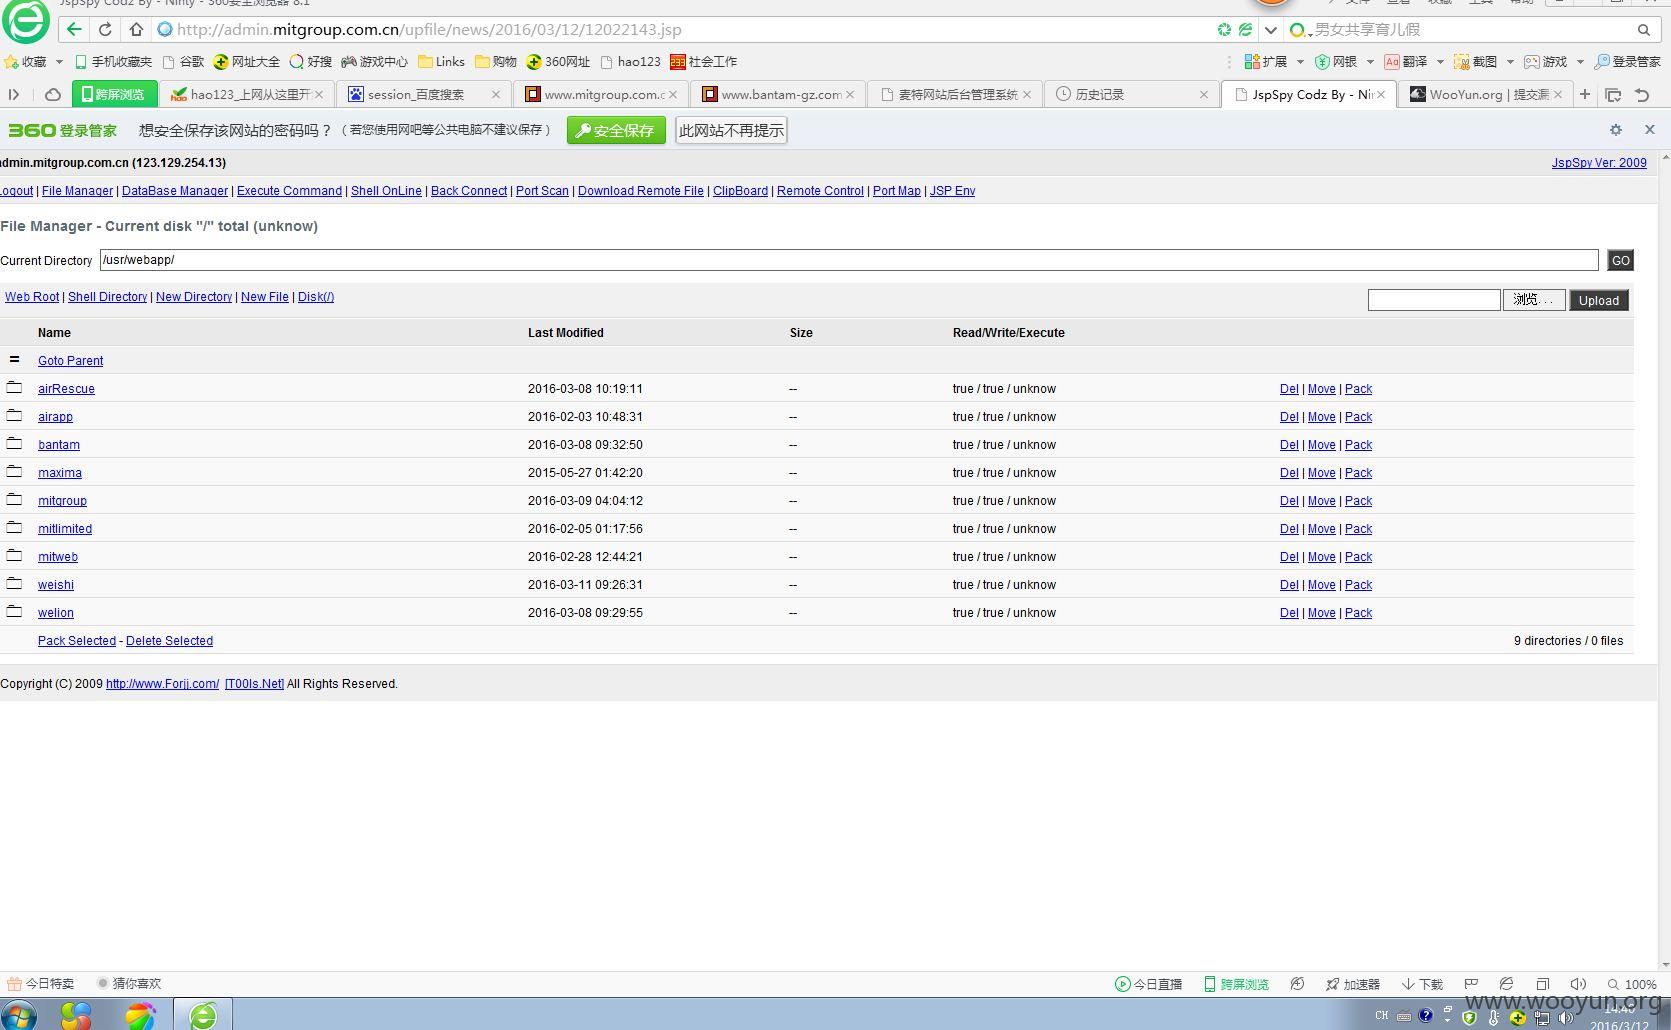 JspSpy Codz By - Ninty - 360安全浏览器 8.1 文件 查看 收藏 工具 帮助
http://admin.mitgroup.com.cn/upfile/news/2016/03/12/12022143.jsp 男女共享育儿假
收藏 手机收藏夹 谷歌 网址大全 好搜 游戏中心 Links 购物 360网址 hao123 社会工作 扩展 网银 翻译 截图 游戏 登录管家
跨屏浏览 hao123_上网从这里开 session_百度搜索 www.mitgroup.com.c www.bantam-gz.com 麦特网站后台管理系统 历史记录 JspSpy Codz By - Nin WooYun.org | 提交漏
360 登录管家 想安全保存该网站的密码吗？（若您使用网吧等公共电脑不建议保存） 安全保存 此网站不再提示
admin.mitgroup.com.cn (123.129.254.13) JspSpy Ver: 2009
Logout | File Manager | DataBase Manager | Execute Command | Shell OnLine | Back Connect | Port Scan | Download Remote File | ClipBoard | Remote Control | Port Map | JSP Env
File Manager - Current disk "/" total (unknow)
Current Directory /usr/webapp/ GO
Web Root | Shell Directory | New Directory | New File | Disk(/) 浏览... Upload
Name Last Modified Size Read/Write/Execute
= Goto Parent
airRescue 2016-03-08 10:19:11 -- true / true / unknow Del | Move | Pack
airapp 2016-02-03 10:48:31 -- true / true / unknow Del | Move | Pack
bantam 2016-03-08 09:32:50 -- true / true / unknow Del | Move | Pack
maxima 2015-05-27 01:42:20 -- true / true / unknow Del | Move | Pack
mitgroup 2016-03-09 04:04:12 -- true / true / unknow Del | Move | Pack
mitlimited 2016-02-05 01:17:56 -- true / true / unknow Del | Move | Pack
mitweb 2016-02-28 12:44:21 -- true / true / unknow Del | Move | Pack
weishi 2016-03-11 09:26:31 -- true / true / unknow Del | Move | Pack
welion 2016-03-08 09:29:55 -- true / true / unknow Del | Move | Pack
Pack Selected - Delete Selected 9 directories / 0 files
Copyright (C) 2009 http://www.Forjj.com/ [T00ls.Net] All Rights Reserved.
今日特卖 猜你喜欢 今日直播 跨屏浏览 加速器 下载 100%
www.wooyun.org
CH 14:40
2016/3/12